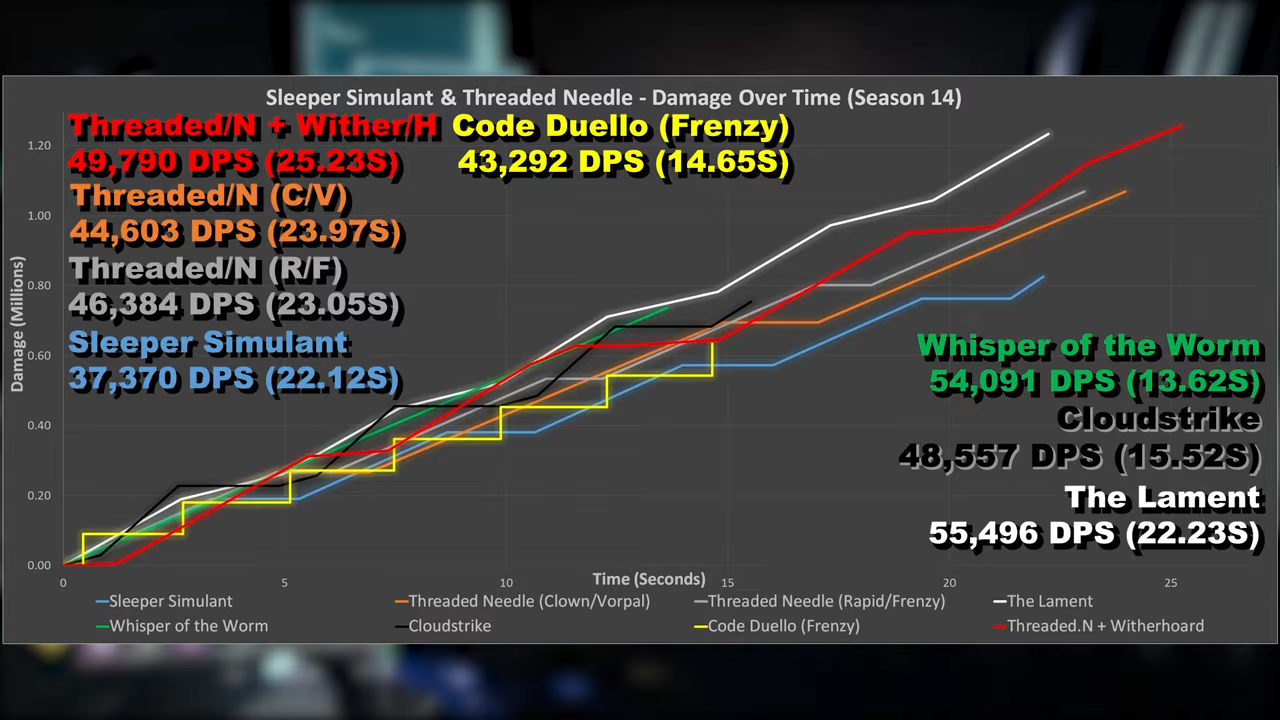 Sleeper Simulant & Threaded Needle - Damage Over Time (Season 14)
Threaded/N + Wither/H
49,790 DPS (25.23S)
Code Duello (Frenzy)
43,292 DPS (14.65S)
Threaded/N (C/V)
44,603 DPS (23.97S)
Threaded/N (R/F)
46,384 DPS (23.05S)
Sleeper Simulant
37,370 DPS (22.12S)
Whisper of the Worm
54,091 DPS (13.62S)
Cloudstrike
48,557 DPS (15.52S)
The Lament
55,496 DPS (22.23S)
Damage (Millions)
1.20
1.00
0.80
0.60
0.40
0.20
0.00
0 5 10 15 20 25
Time (Seconds)
Sleeper Simulant Threaded Needle (Clown/Vorpal) Threaded Needle (Rapid/Frenzy) The Lament
Whisper of the Worm Cloudstrike Code Duello (Frenzy) Threaded.N + Witherhoard